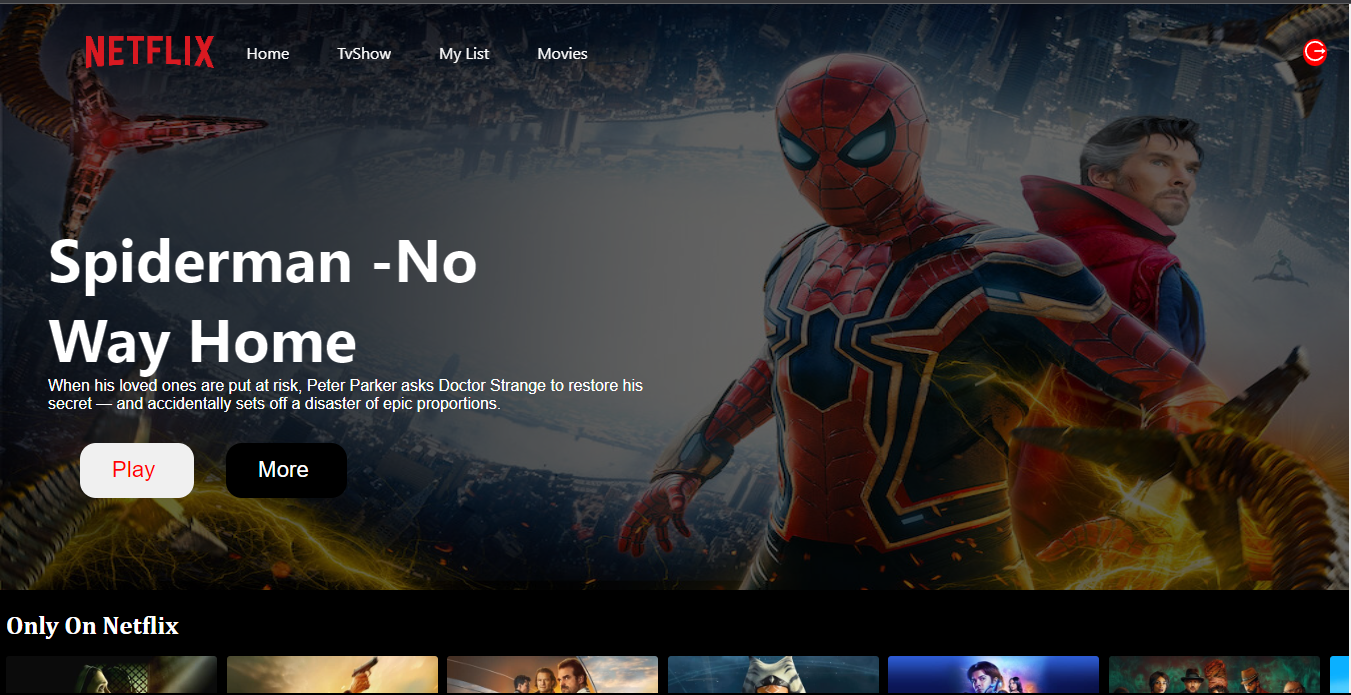 NETFLIX Home TvShow My List Movies
Spiderman -No
Way Home
When his loved ones are put at risk, Peter Parker asks Doctor Strange to restore his
secret — and accidentally sets off a disaster of epic proportions.
Play More
Only On Netflix